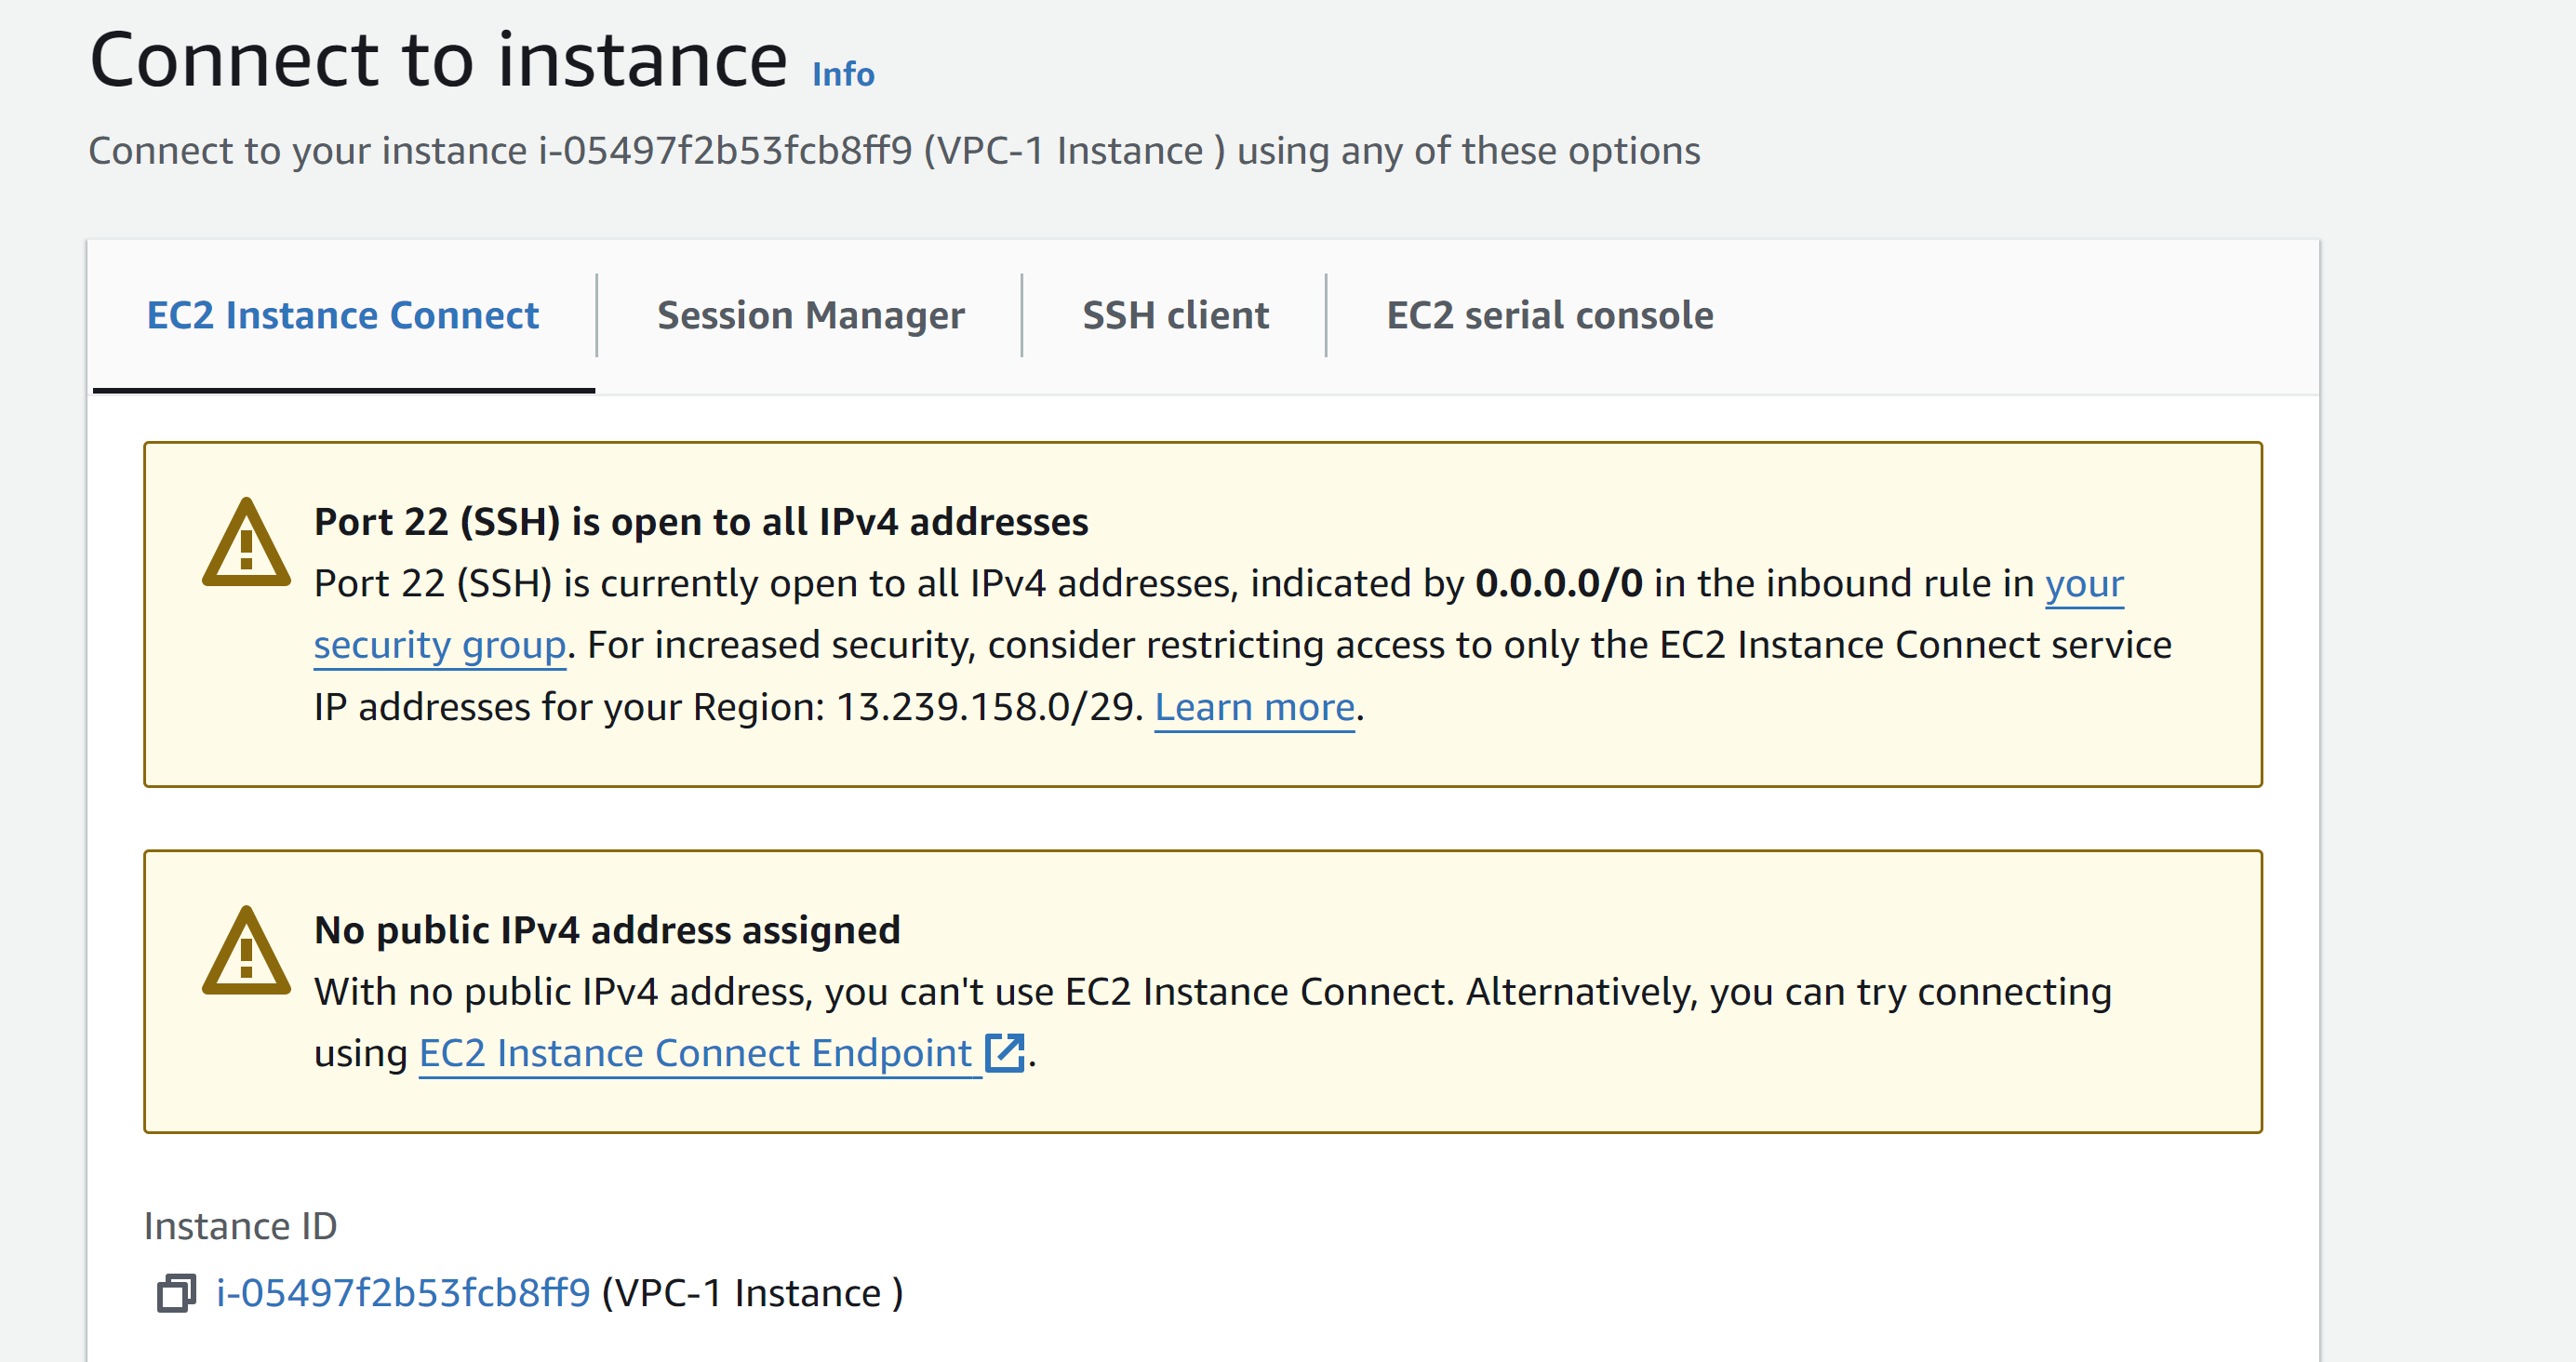 Connect to instance Info
Connect to your instance i-05497f2b53fcb8ff9 (VPC-1 Instance ) using any of these options
EC2 Instance Connect
Session Manager
SSH client
EC2 serial console
Port 22 (SSH) is open to all IPv4 addresses
Port 22 (SSH) is currently open to all IPv4 addresses, indicated by 0.0.0.0/0 in the inbound rule in your
security group. For increased security, consider restricting access to only the EC2 Instance Connect service
IP addresses for your Region: 13.239.158.0/29. Learn more.
No public IPv4 address assigned
With no public IPv4 address, you can't use EC2 Instance Connect. Alternatively, you can try connecting
using EC2 Instance Connect Endpoint .
Instance ID
i-05497f2b53fcb8ff9 (VPC-1 Instance )